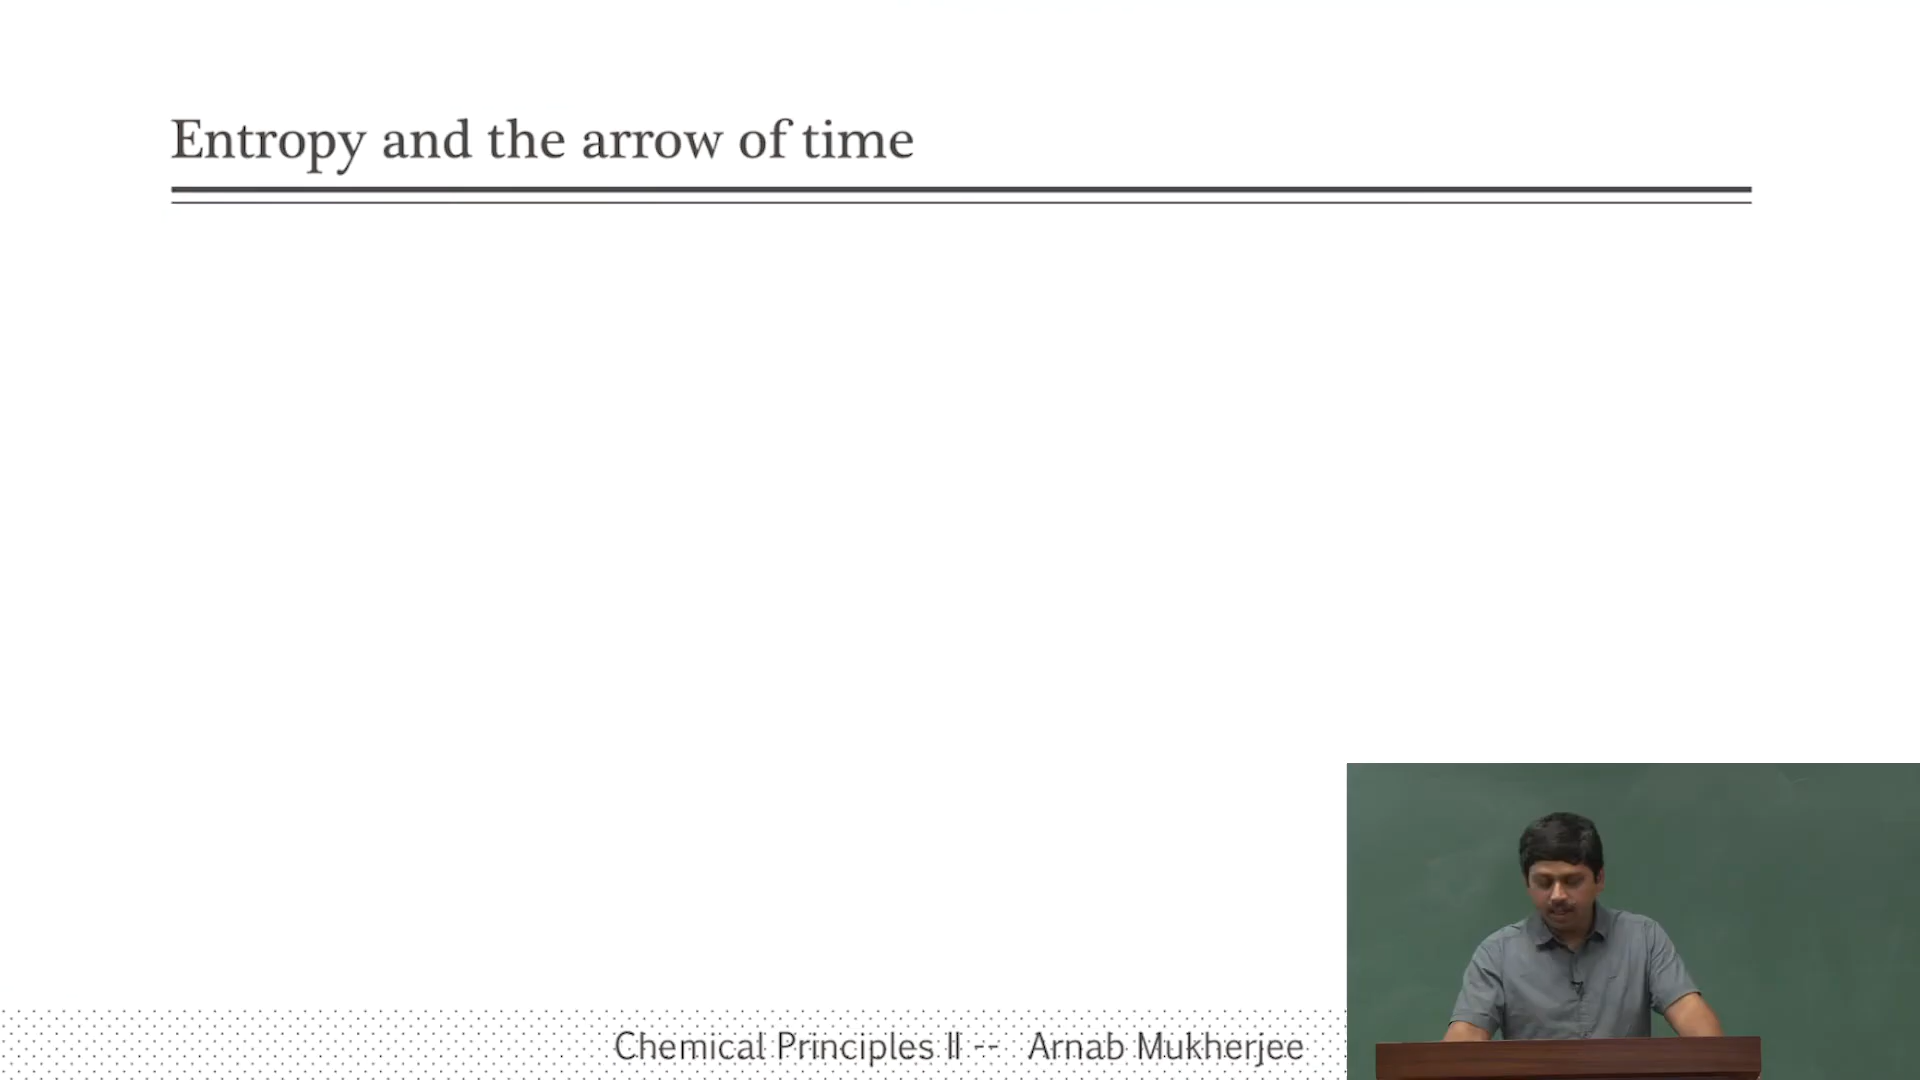 Entropy and the arrow of time
Chemical Principles II -- Arnab Mukherjee